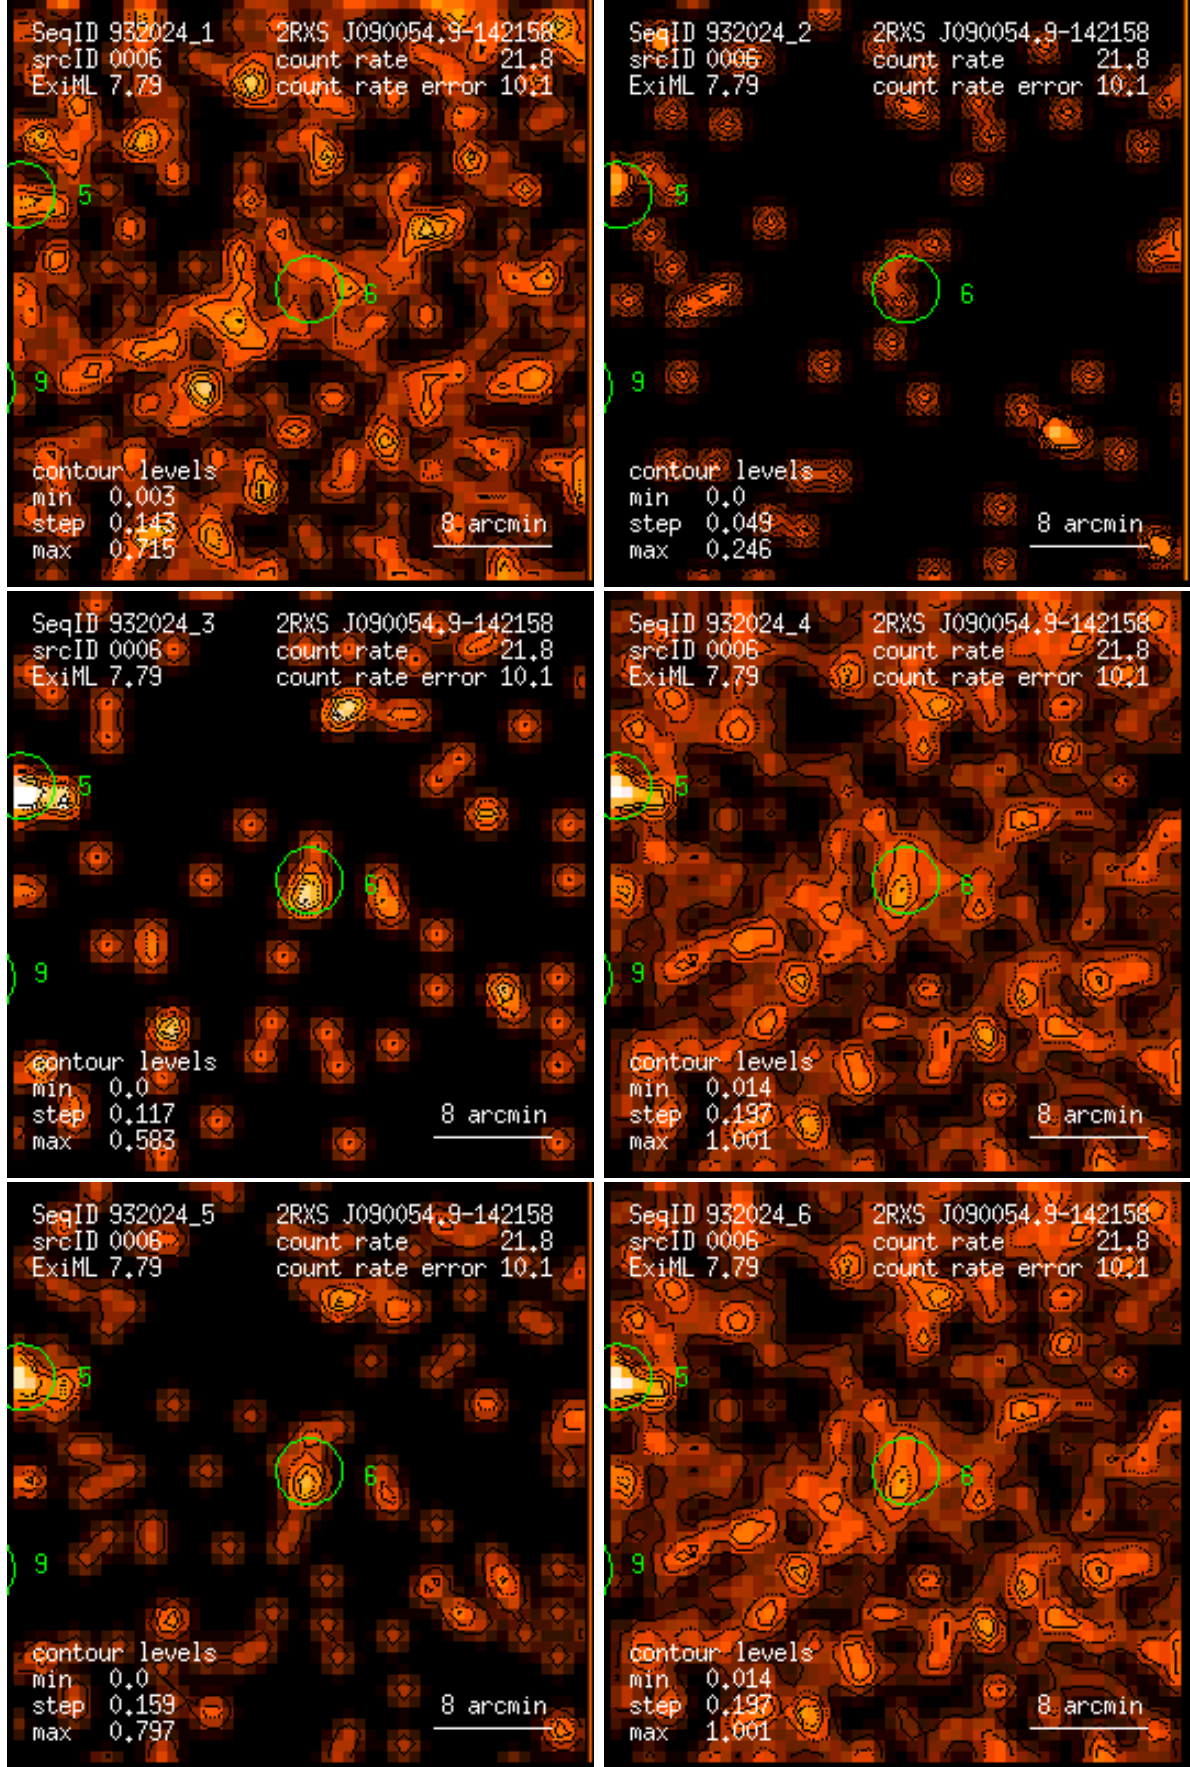 SeqID 932024_1 2RXS J090054.9-142158
srcID 0006 count rate 21.8
ExiML 7.79 count rate error 10.1
5
6
9
contour levels
min 0.003
step 0.143
max 0.715
8 arcmin
SeqID 932024_2 2RXS J090054.9-142158
srcID 0006 count rate 21.8
ExiML 7.79 count rate error 10.1
5
6
9
contour levels
min 0.0
step 0.049
max 0.246
8 arcmin
SeqID 932024_3 2RXS J090054.9-142158
srcID 0006 count rate 21.8
ExiML 7.79 count rate error 10.1
5
6
9
contour levels
min 0.0
step 0.117
max 0.583
8 arcmin
SeqID 932024_4 2RXS J090054.9-142158
srcID 0006 count rate 21.8
ExiML 7.79 count rate error 10.1
5
6
9
contour levels
min 0.014
step 0.197
max 1.001
8 arcmin
SeqID 932024_5 2RXS J090054.9-142158
srcID 0006 count rate 21.8
ExiML 7.79 count rate error 10.1
5
6
9
contour levels
min 0.0
step 0.159
max 0.797
8 arcmin
SeqID 932024_6 2RXS J090054.9-142158
srcID 0006 count rate 21.8
ExiML 7.79 count rate error 10.1
5
6
9
contour levels
min 0.014
step 0.197
max 1.001
8 arcmin